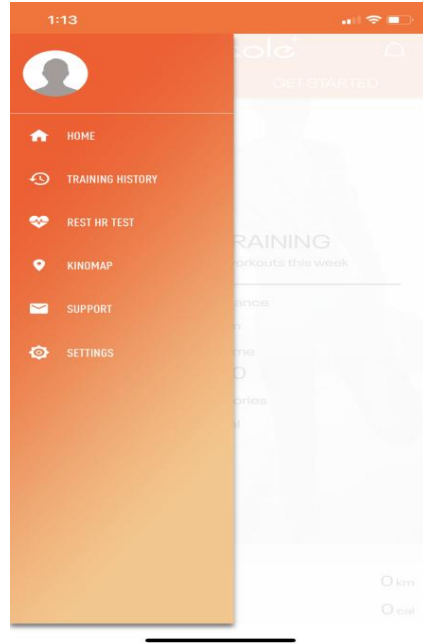 1:13
GET STARTED
HOME
TRAINING HISTORY
REST HR TEST
RAINING
KINOMAP
orkouts this week
SUPPORT
ance
SETTINGS
me
ories
0 km
0 cal